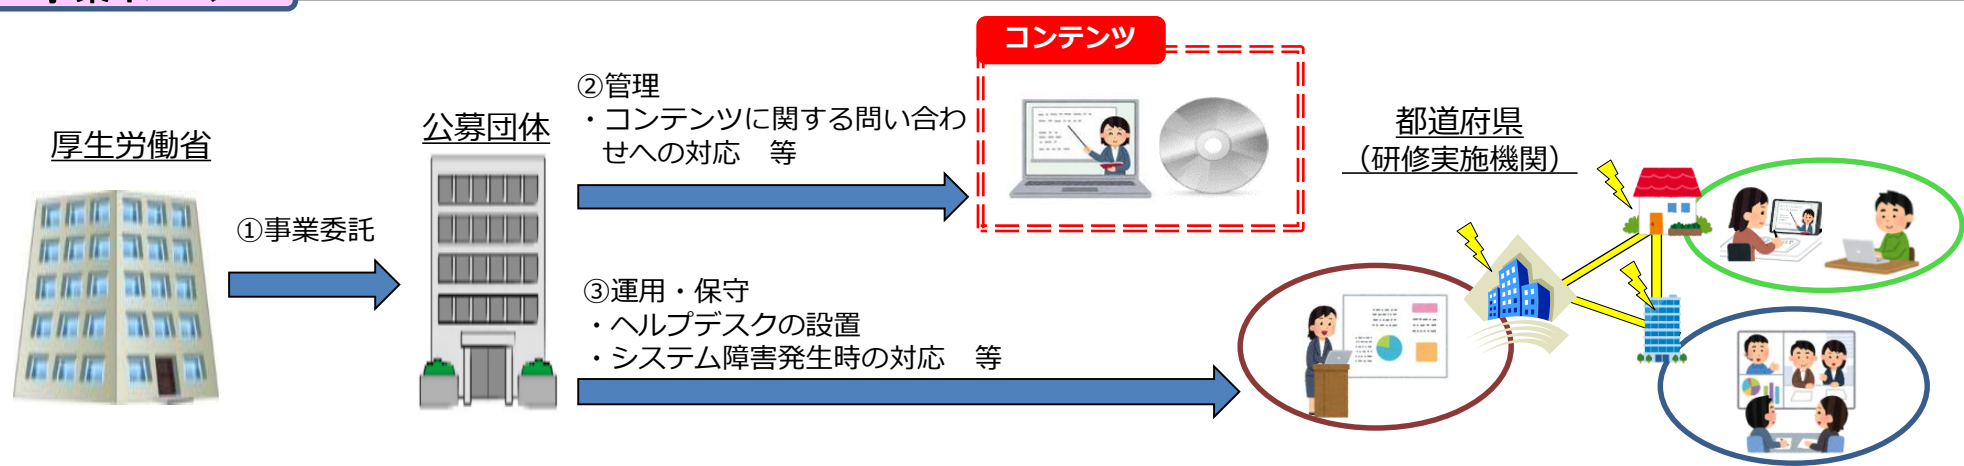 厚生労働省
①事業委託
公募団体
②管理
・コンテンツに関する問い合わ
せへの対応　等
コンテンツ
③運用・保守
・ヘルプデスクの設置
・システム障害発生時の対応　等
都道府県
（研修実施機関）